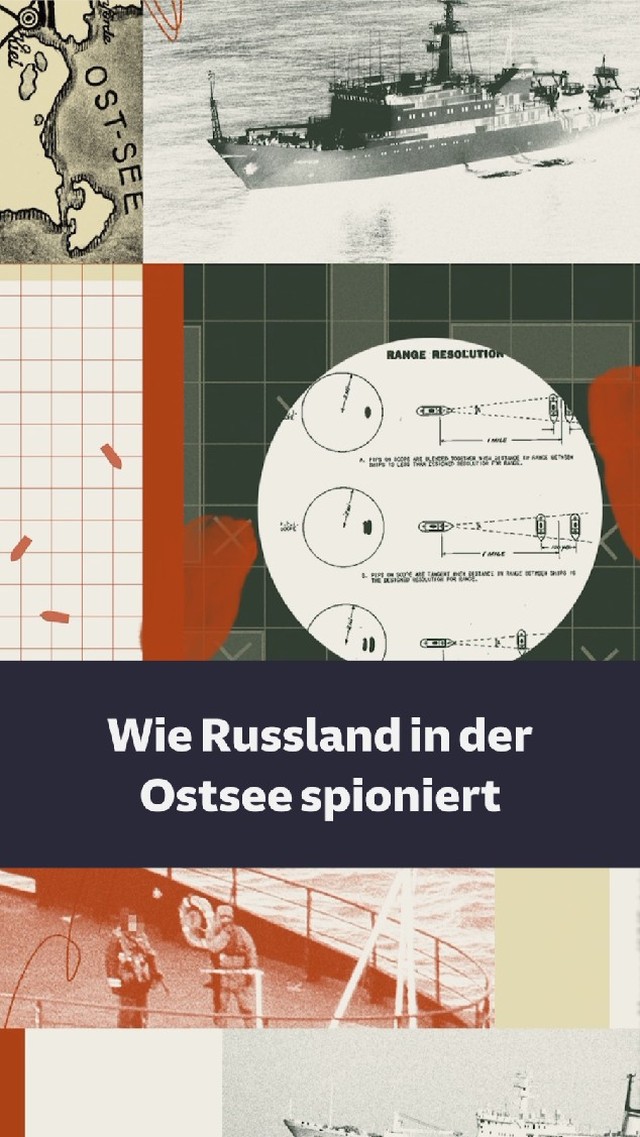 OST-SEE
RANGE RESOLUTION
1 MILE
A. PIPS ON SCOPE ARE BLENDED TOGETHER WHEN DISTANCE IN RANGE BETWEEN
SHIPS IS LESS THAN DESIGNED RESOLUTION FOR RANGE.
1 MILE
B. PIPS ON SCOPE ARE TANGENT WHEN DISTANCE IN RANGE BETWEEN SHIPS IS
THE DESIGNED RESOLUTION FOR RANGE.
Wie Russland in der
Ostsee spioniert